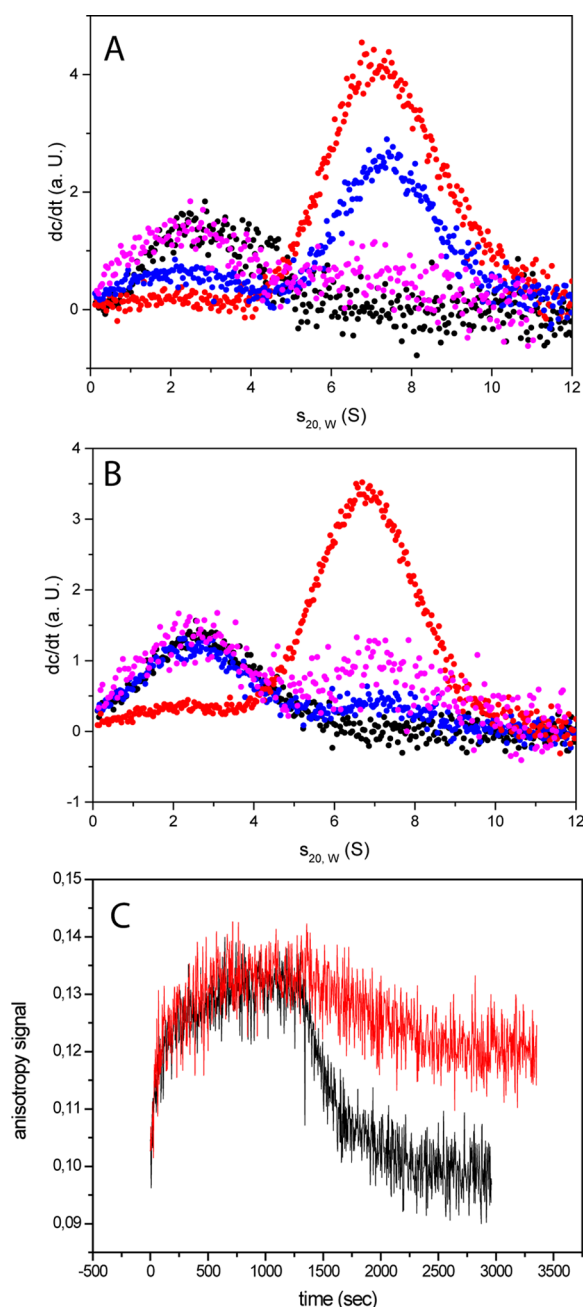 A
dc/dt (a. U.)
4
2
0
0 2 4 6 8 10 12
s20, W (S)
B
dc/dt (a. U.)
4
3
2
1
0
-1
0 2 4 6 8 10 12
s20, W (S)
C
anisotropy signal
0,15
0,14
0,13
0,12
0,11
0,10
0,09
-500 0 500 1000 1500 2000 2500 3000 3500
time (sec)